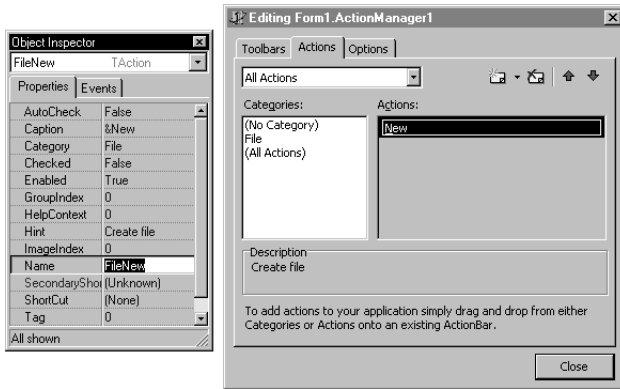 Object Inspector
FileNew TAction
Properties Events
AutoCheck False
Caption &New
Category File
Checked False
Enabled True
GroupIndex 0
HelpContext 0
Hint Create file
ImageIndex 0
Name FileNew
SecondaryShor (Unknown)
ShortCut (None)
Tag 0
All shown
Editing Form1.ActionManager1
Toolbars Actions Options
All Actions
Categories: Actions:
(No Category) New
File
(All Actions)
Description
Create file
To add actions to your application simply drag and drop from either
Categories or Actions onto an existing ActionBar.
Close